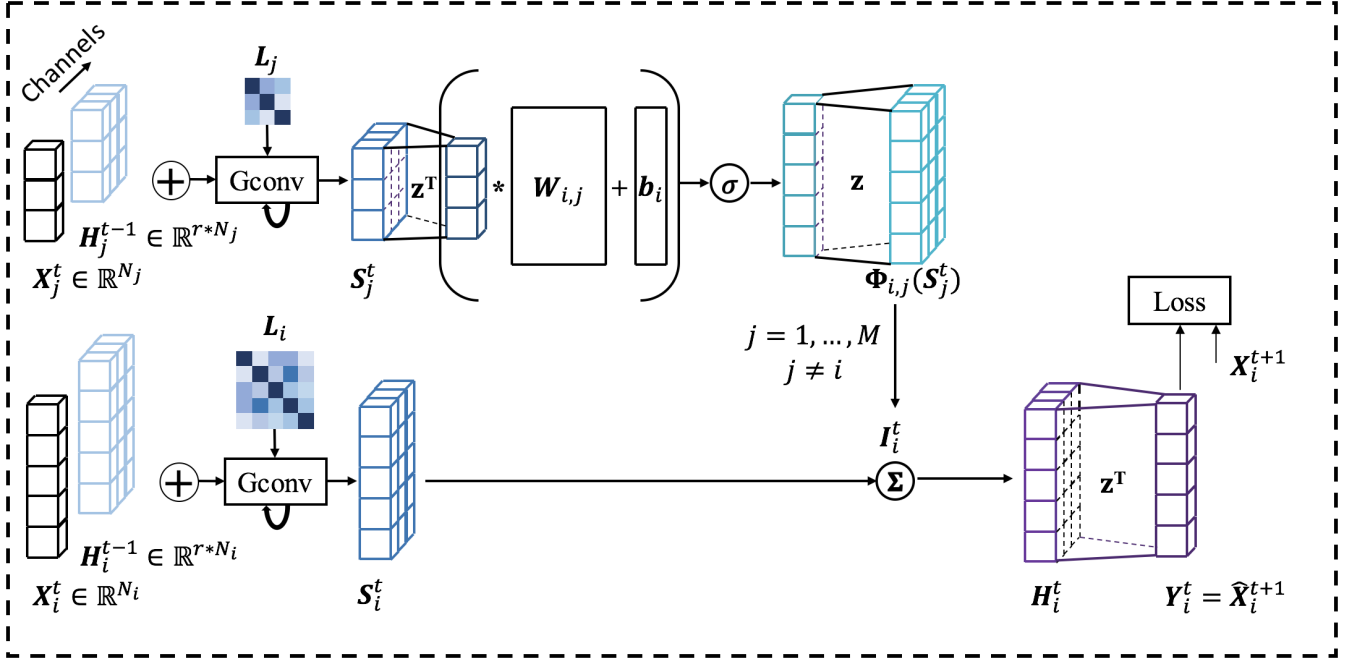 Channels
𝑳_j
Gconv
𝐳^𝐓
*
𝑾_{i,j}
+
𝒃_i
σ
𝐳
𝑯_j^{t−1} ∈ ℝ^{r*N_j}
𝑿_j^t ∈ ℝ^{N_j}
𝑺_j^t
𝚽_{i,j}(𝑺_j^t)
Loss
j = 1, …, M
j ≠ i
𝑿_i^{t+1}
𝑳_i
𝑰_i^t
Gconv
𝚺
𝐳^𝐓
𝑯_i^{t−1} ∈ ℝ^{r*N_i}
𝑿_i^t ∈ ℝ^{N_i}
𝑺_i^t
𝑯_i^t
𝒀_i^t = 𝑿̂_i^{t+1}